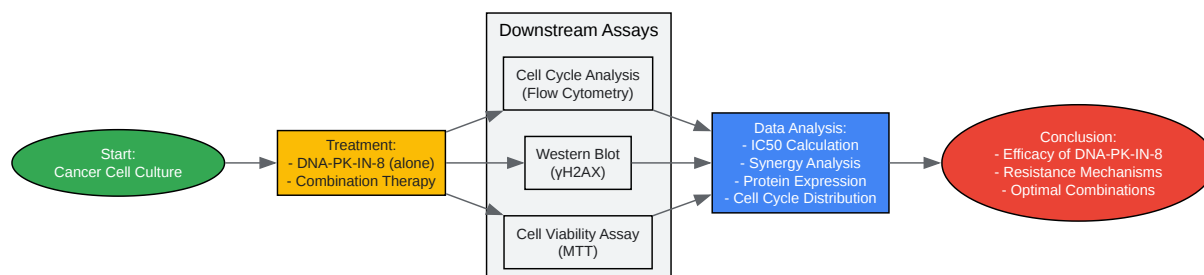 Start:
Cancer Cell Culture
Treatment:
- DNA-PK-IN-8 (alone)
- Combination Therapy
Downstream Assays
Cell Cycle Analysis
(Flow Cytometry)
Western Blot
(γH2AX)
Cell Viability Assay
(MTT)
Data Analysis:
- IC50 Calculation
- Synergy Analysis
- Protein Expression
- Cell Cycle Distribution
Conclusion:
- Efficacy of DNA-PK-IN-8
- Resistance Mechanisms
- Optimal Combinations